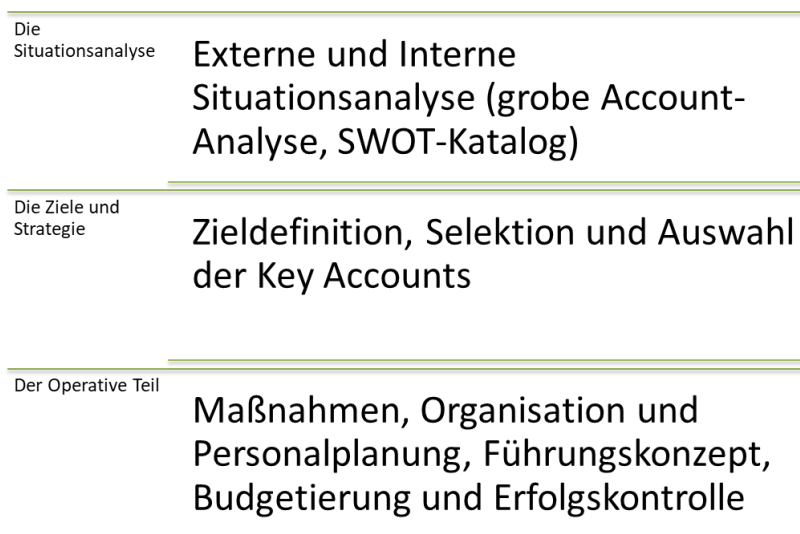 Die
Situationsanalyse
Externe und Interne
Situationsanalyse (grobe Account-
Analyse, SWOT-Katalog)
Die Ziele und
Strategie
Zieldefinition, Selektion und Auswahl
der Key Accounts
Der Operative Teil
Maßnahmen, Organisation und
Personalplanung, Führungskonzept,
Budgetierung und Erfolgskontrolle